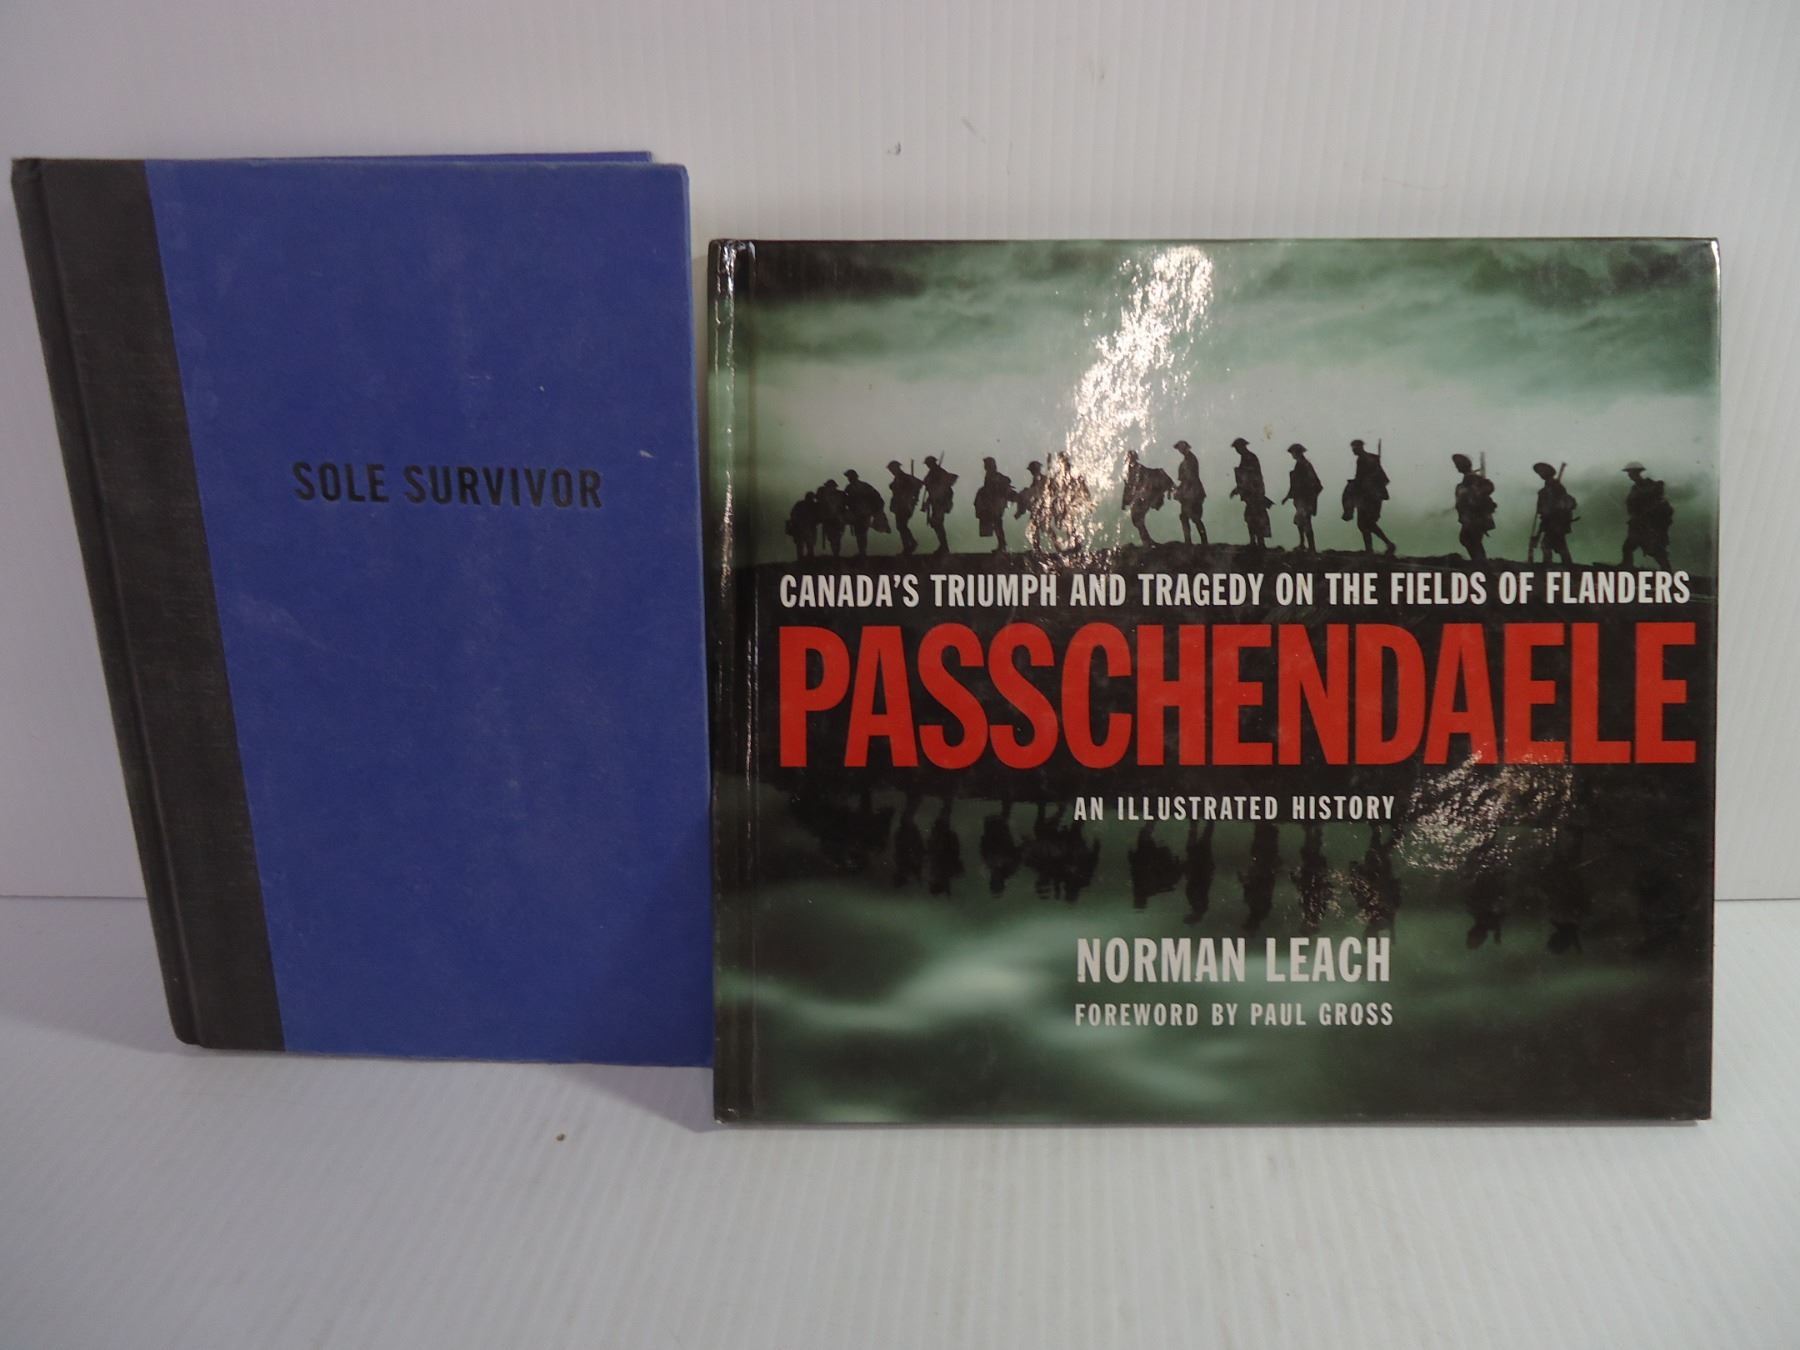 SOLE SURVIVOR
CANADA'S TRIUMPH AND TRAGEDY ON THE FIELDS OF FLANDERS
PASSCHENDAELE
AN ILLUSTRATED HISTORY
NORMAN LEACH
FOREWORD BY PAUL GROSS